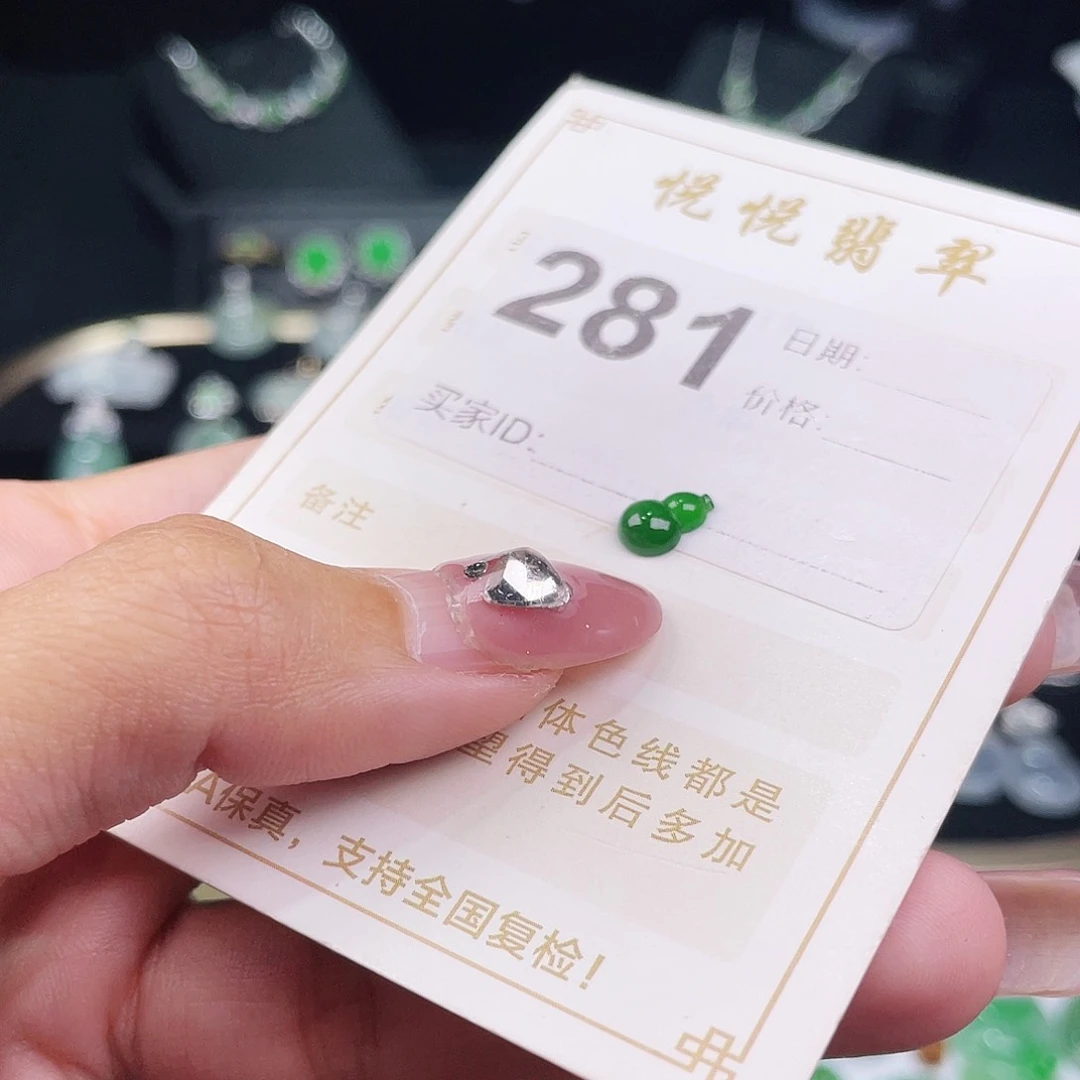 悦悦翡翠
281
日期:
价格:
买家ID:
备注
体色线都是
望得到后多加
A保真，支持全国复检！